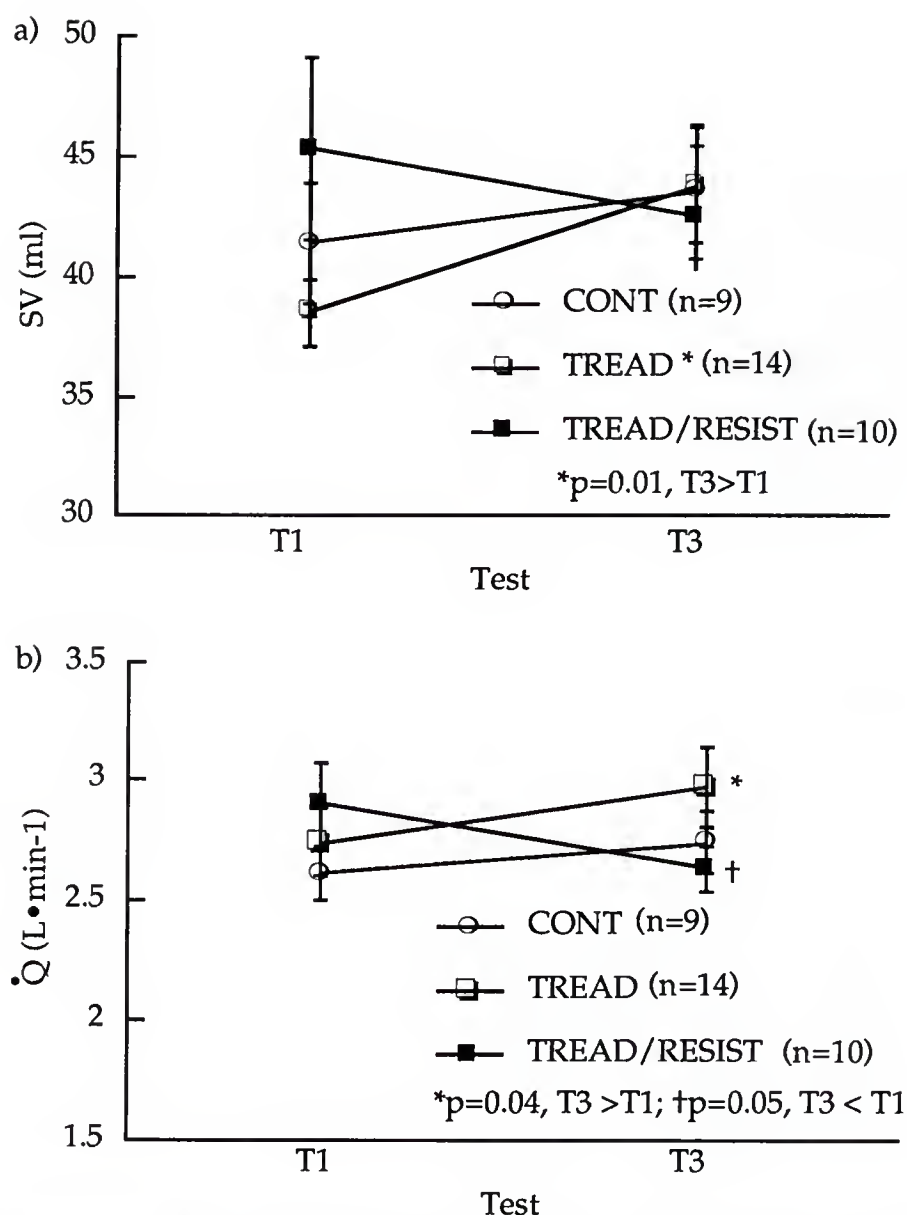 a)
50
45
40
35
30
SV (ml)
CONT (n=9)
TREAD * (n=14)
TREAD/RESIST (n=10)
*p=0.01, T3>T1
T1
T3
Test
b)
3.5
3
2.5
2
1.5
Q̇ (L•min-1)
*
†
CONT (n=9)
TREAD (n=14)
TREAD/RESIST (n=10)
*p=0.04, T3 >T1; †p=0.05, T3 < T1
T1
T3
Test